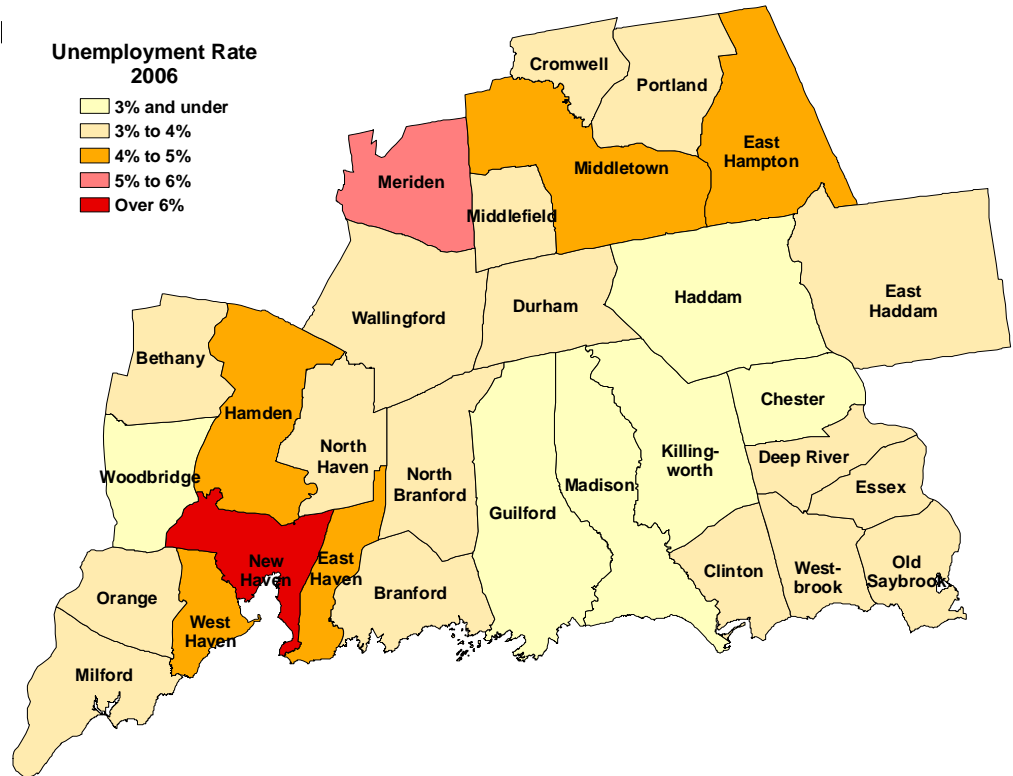 Unemployment Rate
2006
3% and under
3% to 4%
4% to 5%
5% to 6%
Over 6%
Cromwell
Portland
East
Hampton
Middletown
Meriden
Middlefield
Haddam
East
Haddam
Durham
Wallingford
Bethany
Hamden
Chester
North
Haven
Killing-
worth
Deep River
Woodbridge
North
Branford
Madison
Essex
Guilford
New
Haven
East
Haven
Clinton
West-
brook
Old
Saybrook
Orange
Branford
West
Haven
Milford